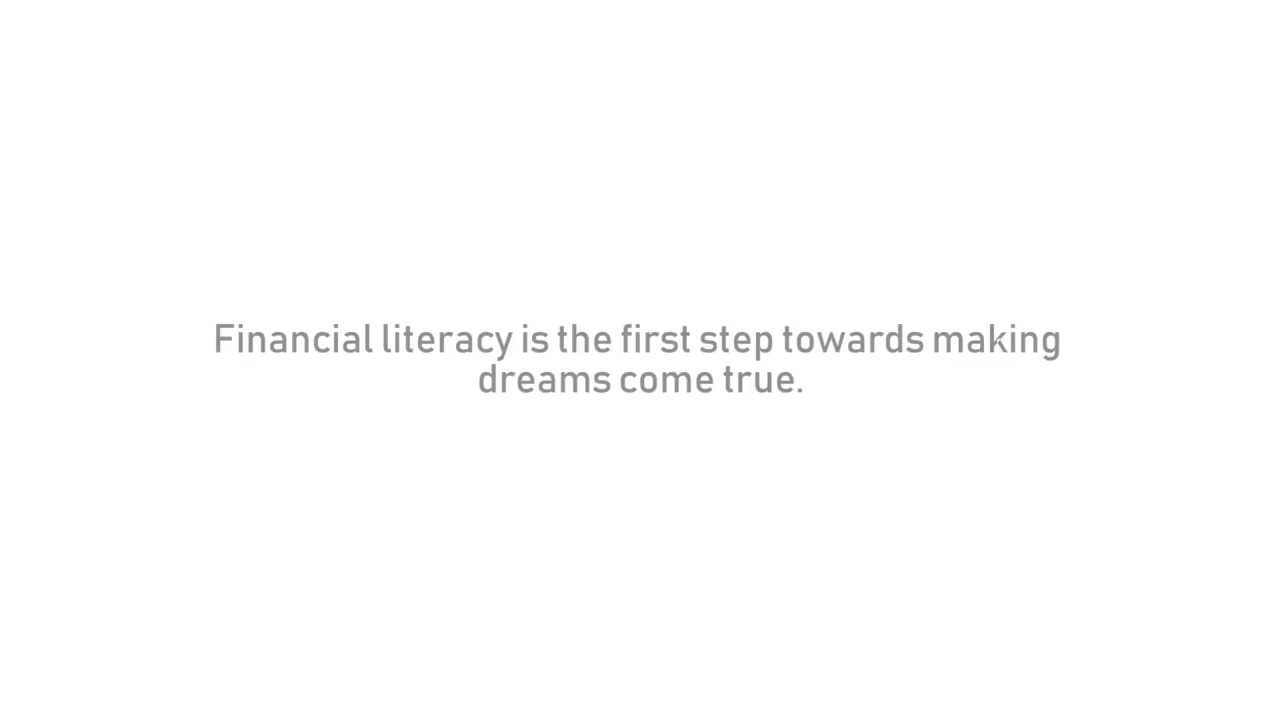 Financial literacy is the first step towards making
dreams come true.